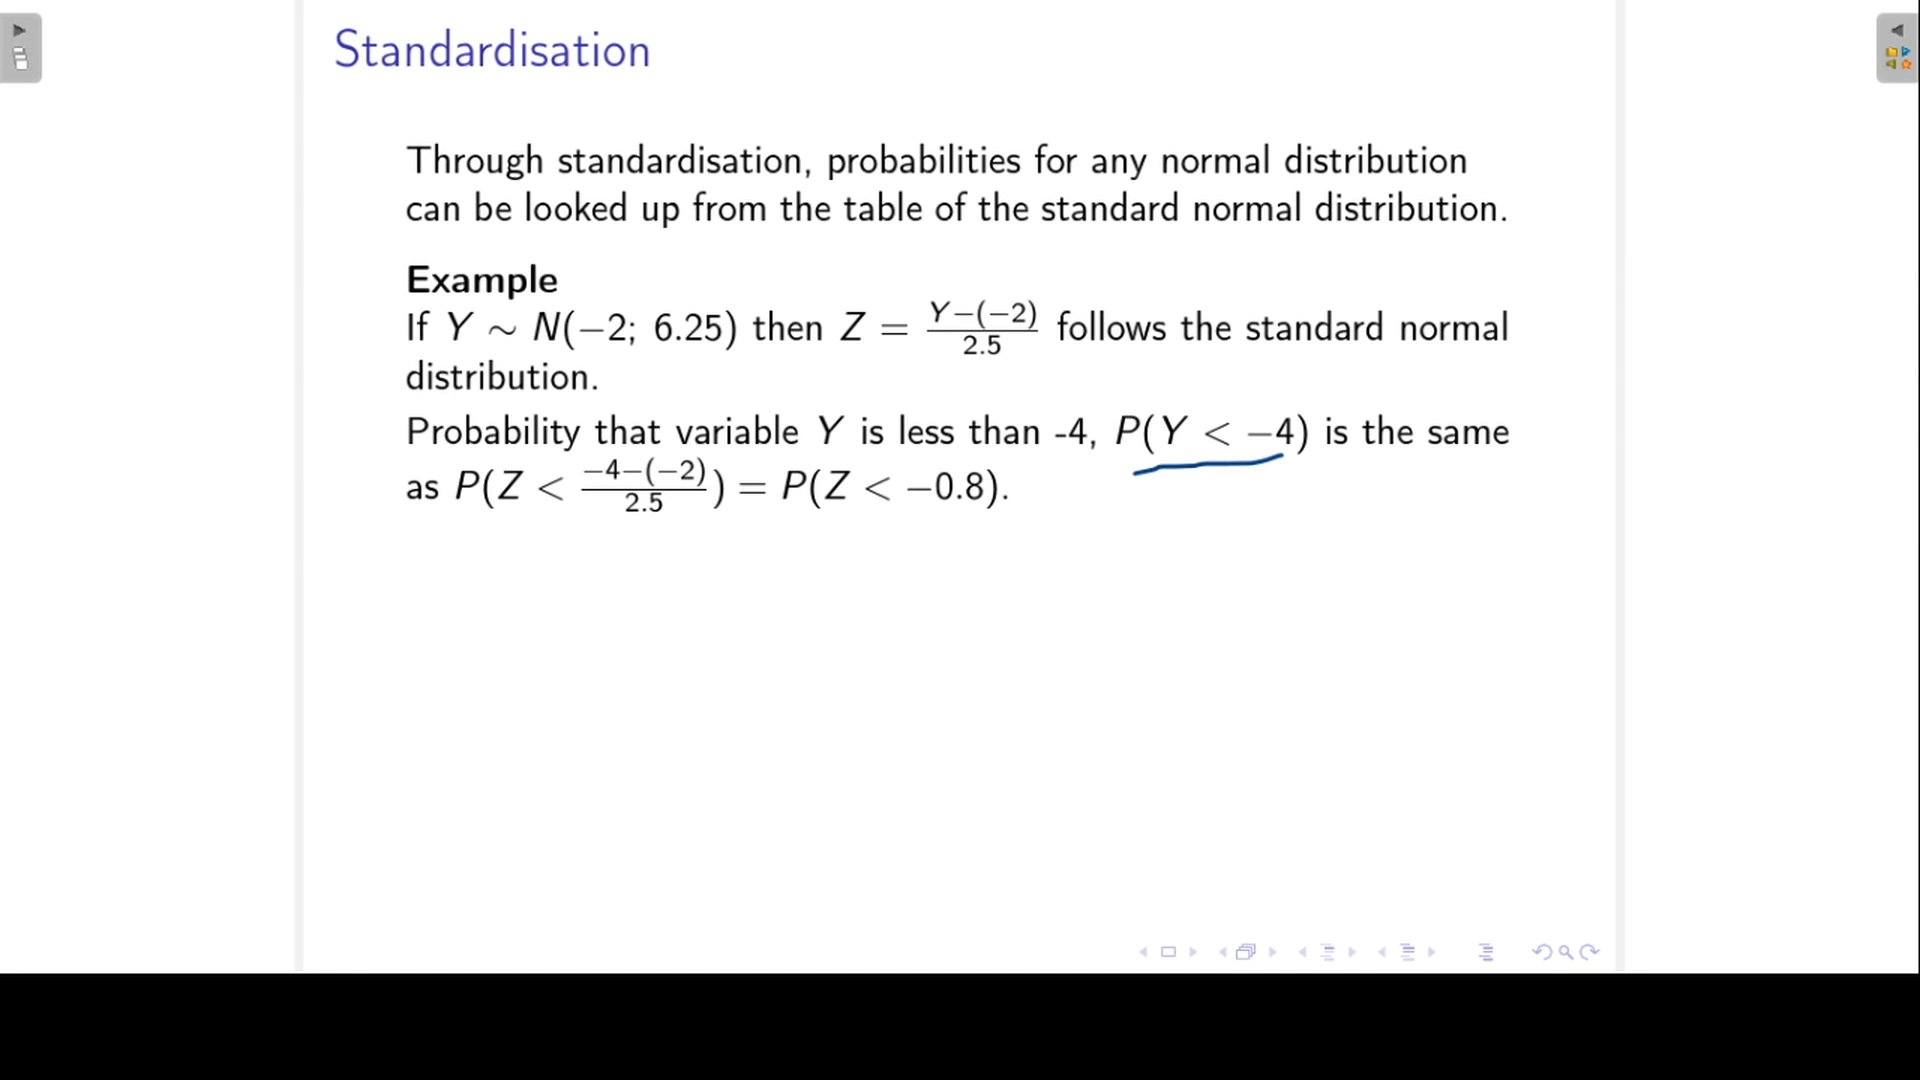 Standardisation
Through standardisation, probabilities for any normal distribution
can be looked up from the table of the standard normal distribution.
Example
If Y ∼ N(−2; 6.25) then Z = \frac{Y−(−2)}{2.5} follows the standard normal
distribution.
Probability that variable Y is less than -4, P(Y < −4) is the same
as P(Z < \frac{−4−(−2)}{2.5}) = P(Z < −0.8).